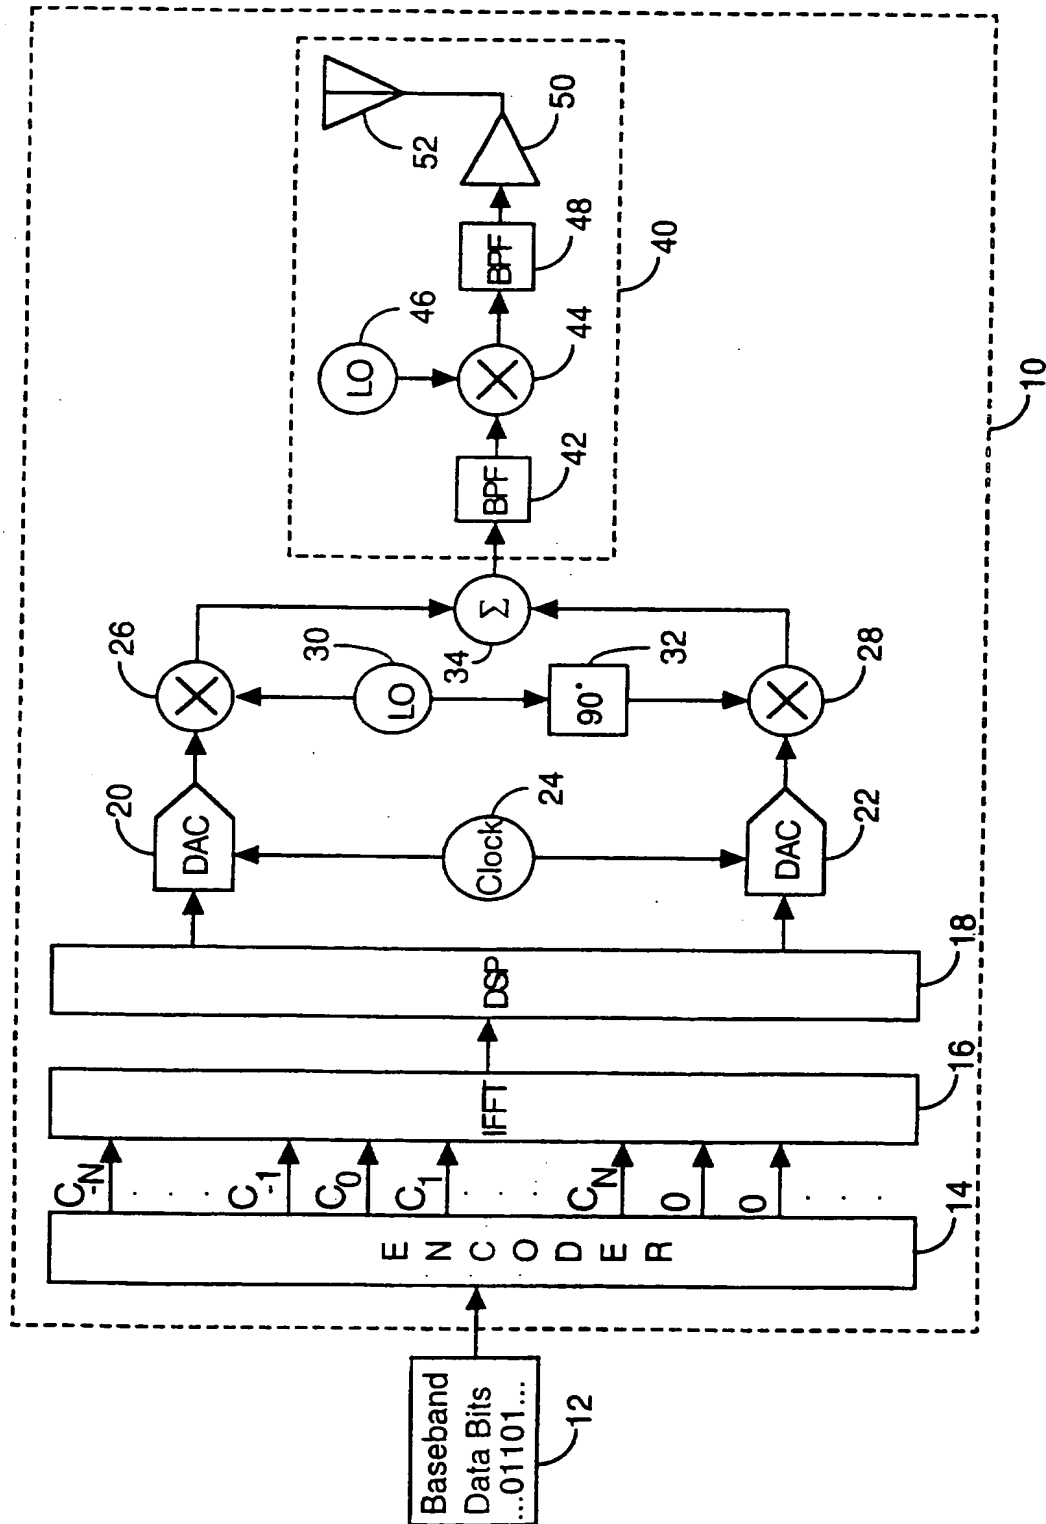 Baseband
Data Bits
...01101...
12
ENCODER
14
C-N
C-1
C0
C1
CN
0
0
IFFT
16
DSP
18
DAC
20
Clock
24
DAC
22
26
LO
30
90°
32
28
Σ
34
BPF
42
LO
46
44
BPF
48
50
52
40
10